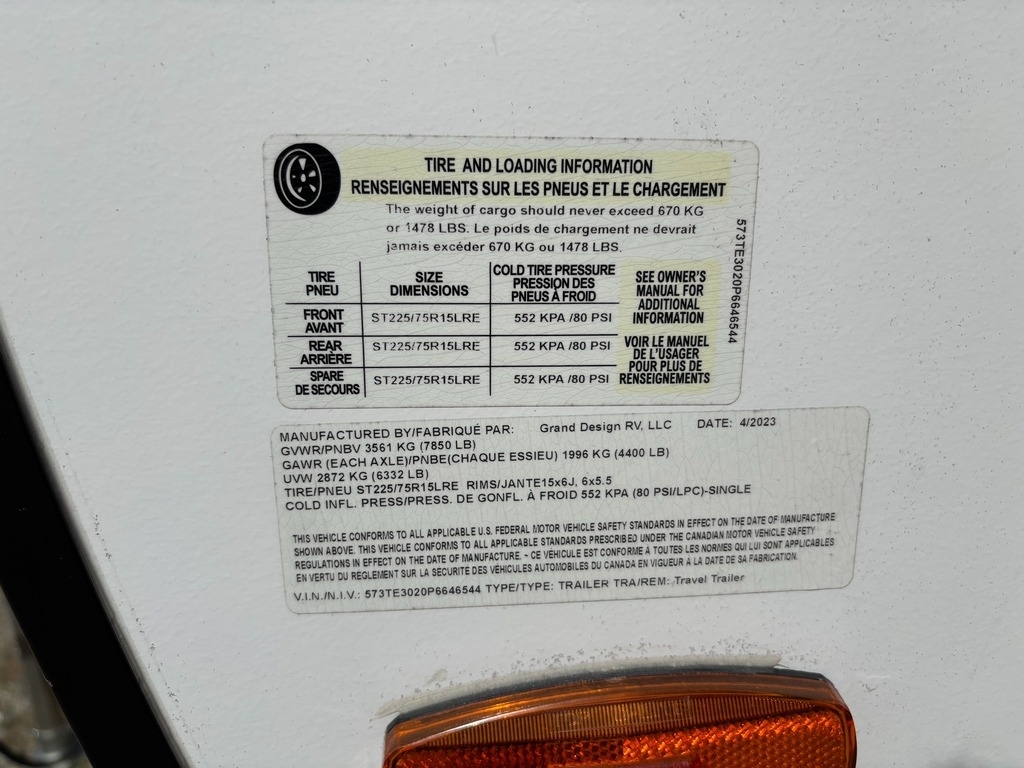 TIRE AND LOADING INFORMATION
RENSEIGNEMENTS SUR LES PNEUS ET LE CHARGEMENT
The weight of cargo should never exceed 670 KG
or 1478 LBS. Le poids de chargement ne devrait
jamais excéder 670 KG ou 1478 LBS.
TIRE PNEU SIZE DIMENSIONS COLD TIRE PRESSURE PRESSION DES PNEUS À FROID
FRONT AVANT ST225/75R15LRE 552 KPA /80 PSI
REAR ARRIÈRE ST225/75R15LRE 552 KPA /80 PSI
SPARE DE SECOURS ST225/75R15LRE 552 KPA /80 PSI
SEE OWNER'S
MANUAL FOR
ADDITIONAL
INFORMATION
VOIR LE MANUEL
DE L'USAGER
POUR PLUS DE
RENSEIGNEMENTS
573TE3020P6646544
MANUFACTURED BY/FABRIQUÉ PAR: Grand Design RV, LLC DATE: 4/2023
GVWR/PNBV 3561 KG (7850 LB)
GAWR (EACH AXLE)/PNBE(CHAQUE ESSIEU) 1996 KG (4400 LB)
UVW 2872 KG (6332 LB)
TIRE/PNEU ST225/75R15LRE RIMS/JANTE15x6J, 6x5.5
COLD INFL. PRESS/PRESS. DE GONFL. À FROID 552 KPA (80 PSI/LPC)-SINGLE
THIS VEHICLE CONFORMS TO ALL APPLICABLE U.S. FEDERAL MOTOR VEHICLE SAFETY STANDARDS IN EFFECT ON THE DATE OF MANUFACTURE
SHOWN ABOVE. THIS VEHICLE CONFORMS TO ALL APPLICABLE STANDARDS PRESCRIBED UNDER THE CANADIAN MOTOR VEHICLE SAFETY
REGULATIONS IN EFFECT ON THE DATE OF MANUFACTURE. - CE VÉHICULE EST CONFORME À TOUTES LES NORMES QUI LUI SONT APPLICABLES
EN VERTU DU REGLEMENT SUR LA SECURITE DES VÉHICULES AUTOMOBILES DU CANADA EN VIGUEUR À LA DATE DE SA FABRICATION.
V.I.N./N.I.V.: 573TE3020P6646544 TYPE/TYPE: TRAILER TRA/REM: Travel Trailer